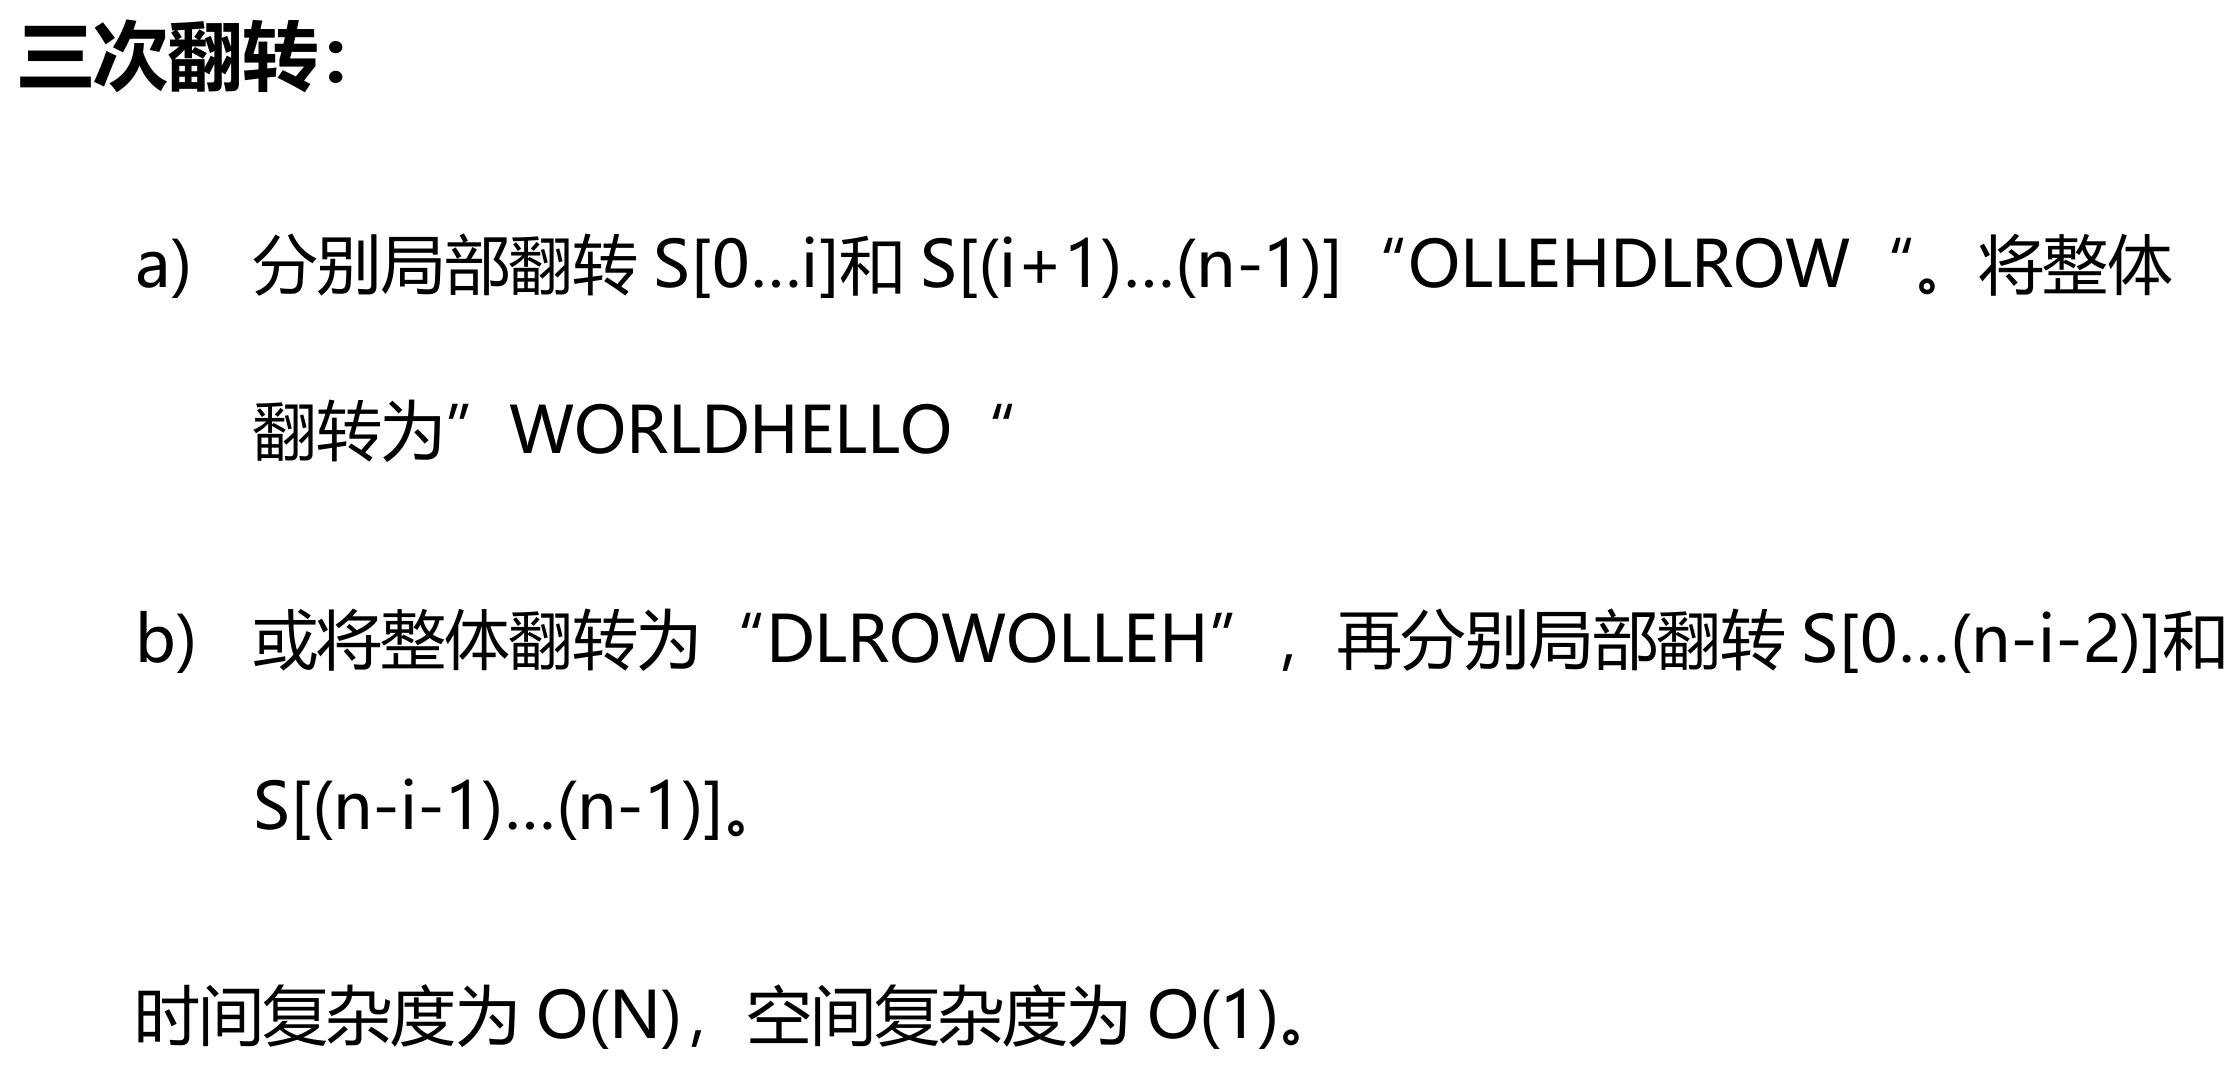 三次翻转：
a) 分别局部翻转 S[0…i]和 S[(i+1)…(n-1)]“OLLEHDLROW“。将整体
翻转为”WORLDHELLO“
b) 或将整体翻转为“DLROWOLLEH”，再分别局部翻转 S[0…(n-i-2)]和
S[(n-i-1)…(n-1)]。
时间复杂度为 O(N)，空间复杂度为 O(1)。